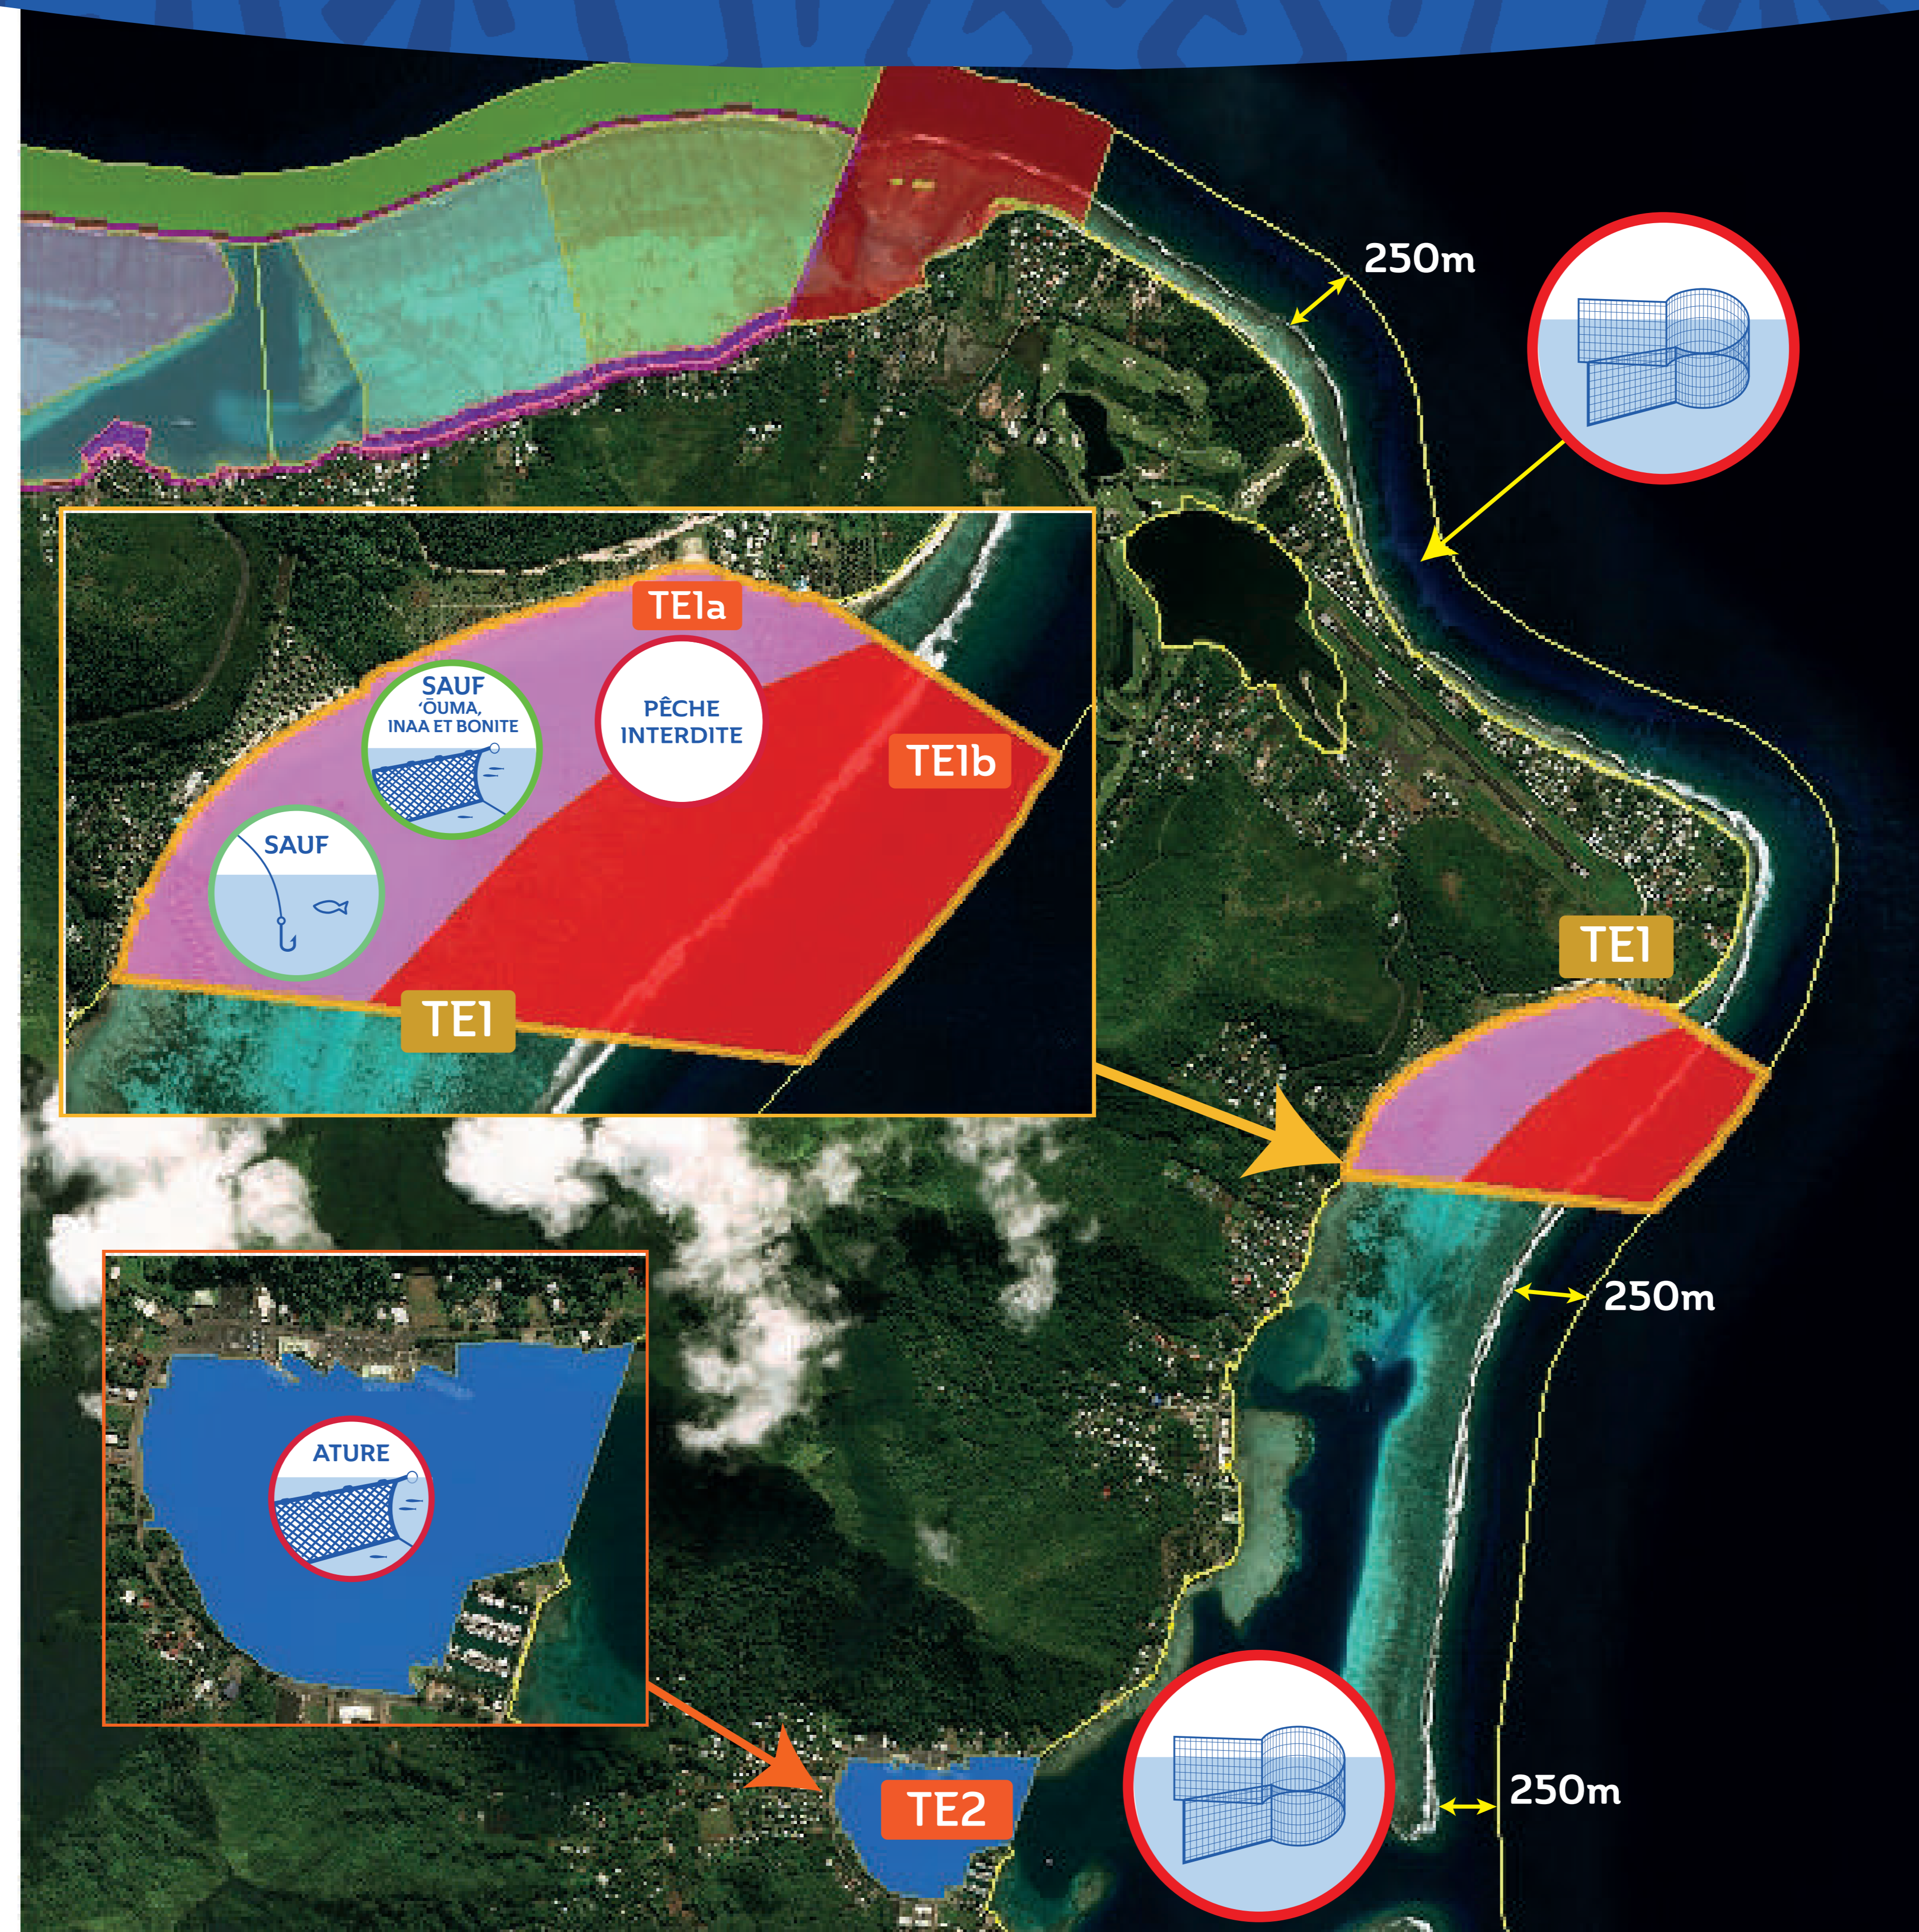 250m
TE1a
SAUF
‘ŌUMA,
INAA ET BONITE
PÊCHE
INTERDITE
TE1b
SAUF
TE1
TE1
250m
ATURE
TE2
250m